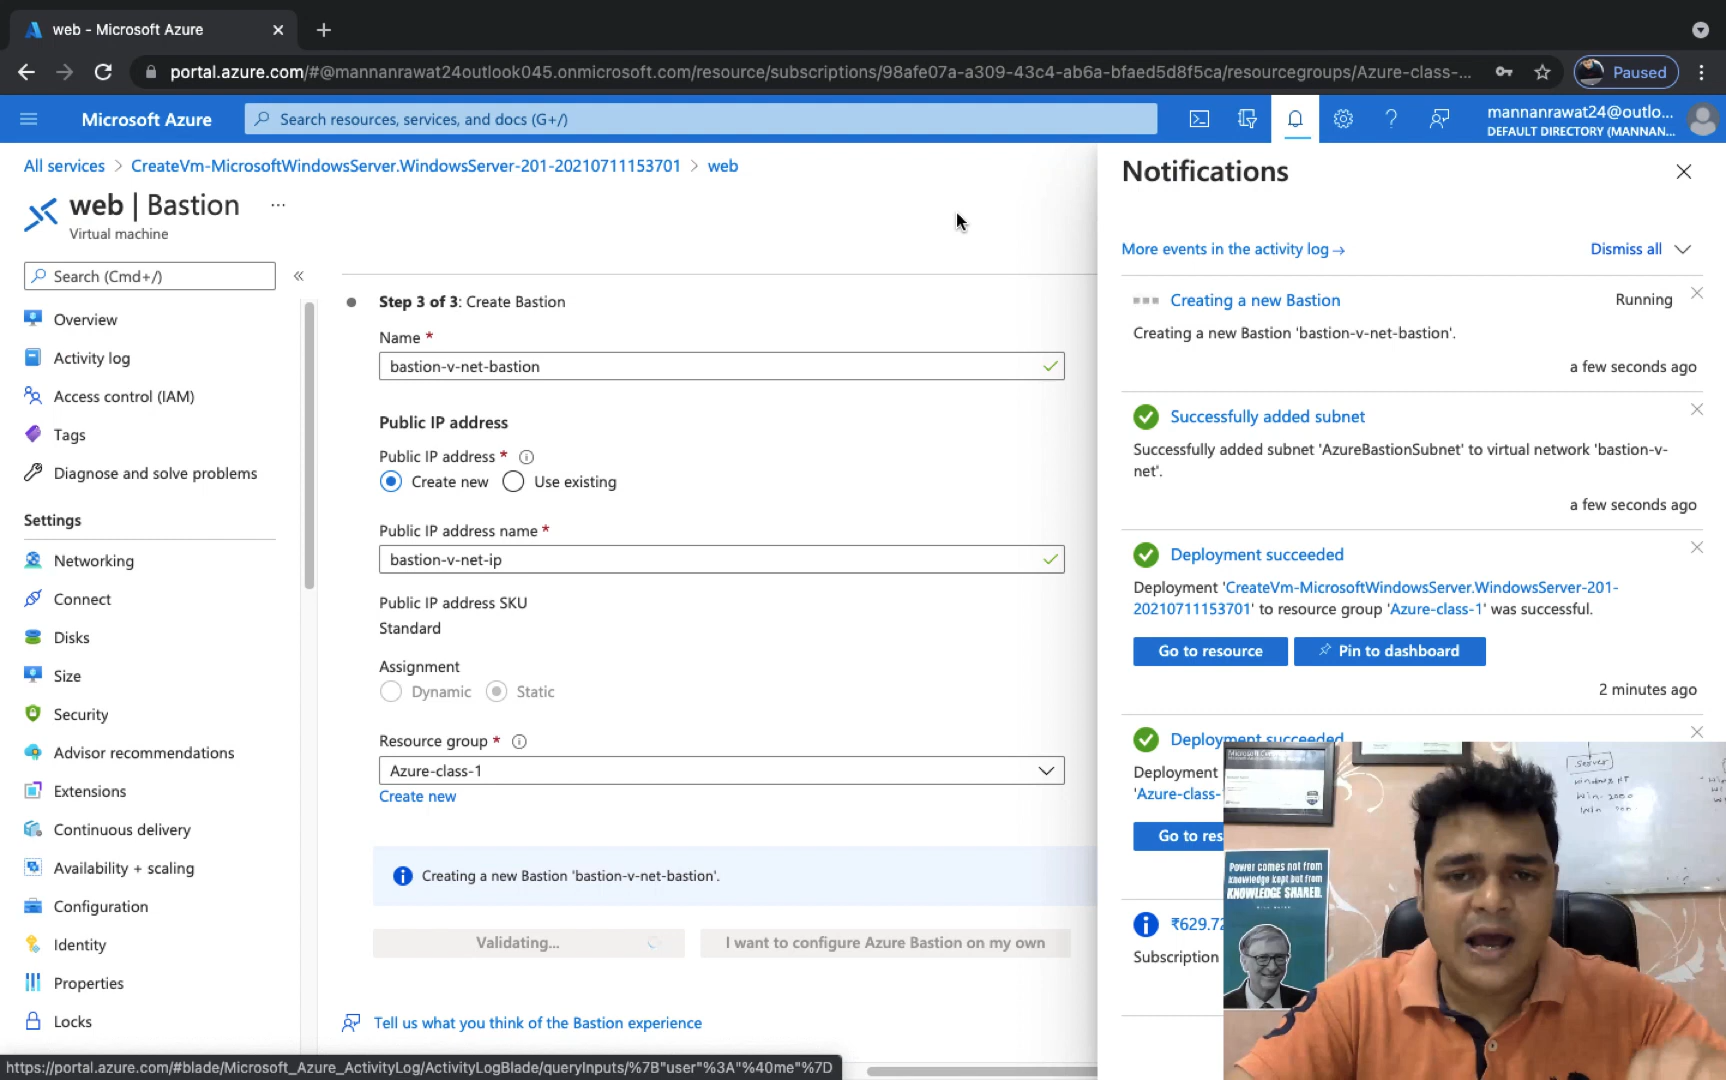 web - Microsoft Azure
portal.azure.com/#@mannanrawat24outlook045.onmicrosoft.com/resource/subscriptions/98afe07a-a309-43c4-ab6a-bfaed5d8f5ca/resourcegroups/Azure-class-...
Paused
Microsoft Azure
Search resources, services, and docs (G+/)
mannanrawat24@outlo...
DEFAULT DIRECTORY (MANNAN...
All services > CreateVm-MicrosoftWindowsServer.WindowsServer-201-20210711153701 > web
web | Bastion ...
Virtual machine
Search (Cmd+/)
Overview
Activity log
Access control (IAM)
Tags
Diagnose and solve problems
Settings
Networking
Connect
Disks
Size
Security
Advisor recommendations
Extensions
Continuous delivery
Availability + scaling
Configuration
Identity
Properties
Locks
Step 3 of 3: Create Bastion
Name *
bastion-v-net-bastion
Public IP address
Public IP address *
Create new
Use existing
Public IP address name *
bastion-v-net-ip
Public IP address SKU
Standard
Assignment
Dynamic
Static
Resource group *
Azure-class-1
Create new
Creating a new Bastion 'bastion-v-net-bastion'.
Validating...
I want to configure Azure Bastion on my own
Tell us what you think of the Bastion experience
Notifications
More events in the activity log →
Dismiss all
Creating a new Bastion
Running
Creating a new Bastion 'bastion-v-net-bastion'.
a few seconds ago
Successfully added subnet
Successfully added subnet 'AzureBastionSubnet' to virtual network 'bastion-v-
net'.
a few seconds ago
Deployment succeeded
Deployment 'CreateVm-MicrosoftWindowsServer.WindowsServer-201-
20210711153701' to resource group 'Azure-class-1' was successful.
Go to resource
Pin to dashboard
2 minutes ago
Deployment succeeded
Deployment
'Azure-class-
Go to res
₹629.72
Subscription
server
Power comes not from
knowledge kept but from
KNOWLEDGE SHARED.
https://portal.azure.com/#blade/Microsoft_Azure_ActivityLog/ActivityLogBlade/queryInputs/%7B"user"%3A"%40me"%7D